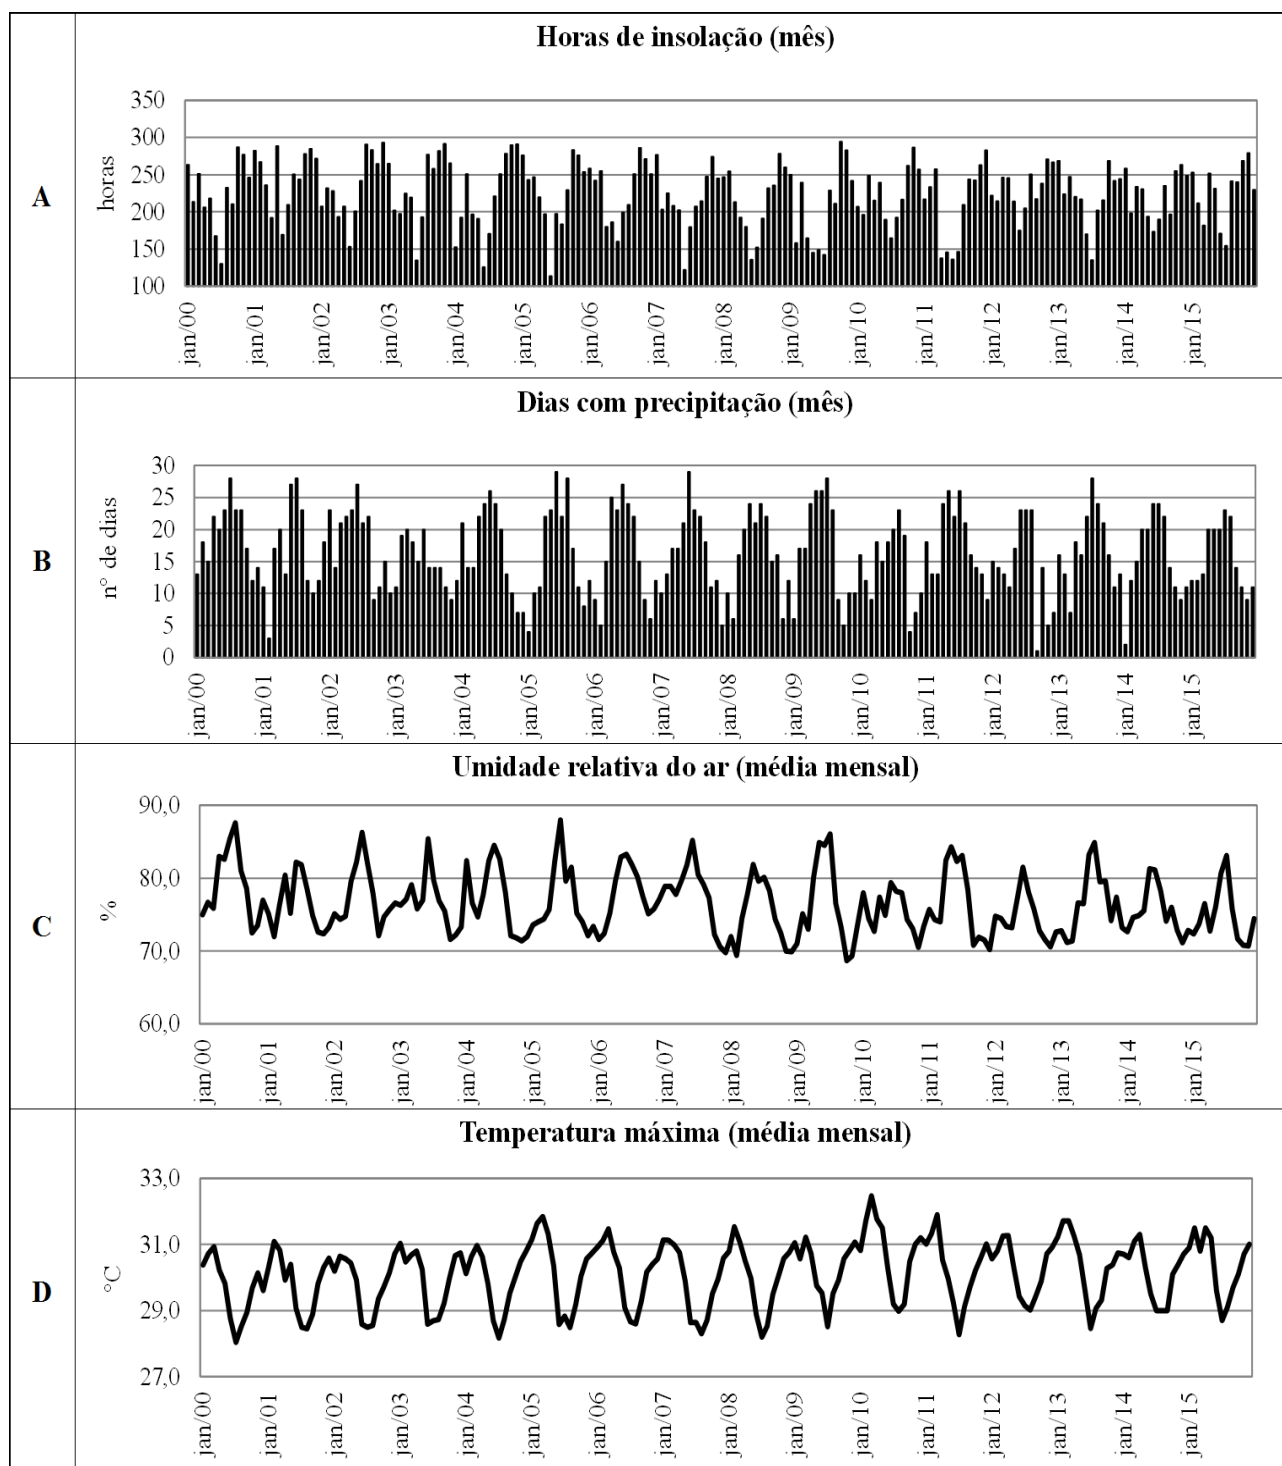 Horas de insolação (mês)
A
horas
350
300
250
200
150
100
jan/00
jan/01
jan/02
jan/03
jan/04
jan/05
jan/06
jan/07
jan/08
jan/09
jan/10
jan/11
jan/12
jan/13
jan/14
jan/15
Dias com precipitação (mês)
B
n° de dias
30
25
20
15
10
5
0
jan/00
jan/01
jan/02
jan/03
jan/04
jan/05
jan/06
jan/07
jan/08
jan/09
jan/10
jan/11
jan/12
jan/13
jan/14
jan/15
Umidade relativa do ar (média mensal)
C
%
90,0
80,0
70,0
60,0
jan/00
jan/01
jan/02
jan/03
jan/04
jan/05
jan/06
jan/07
jan/08
jan/09
jan/10
jan/11
jan/12
jan/13
jan/14
jan/15
Temperatura máxima (média mensal)
D
°C
33,0
31,0
29,0
27,0
jan/00
jan/01
jan/02
jan/03
jan/04
jan/05
jan/06
jan/07
jan/08
jan/09
jan/10
jan/11
jan/12
jan/13
jan/14
jan/15